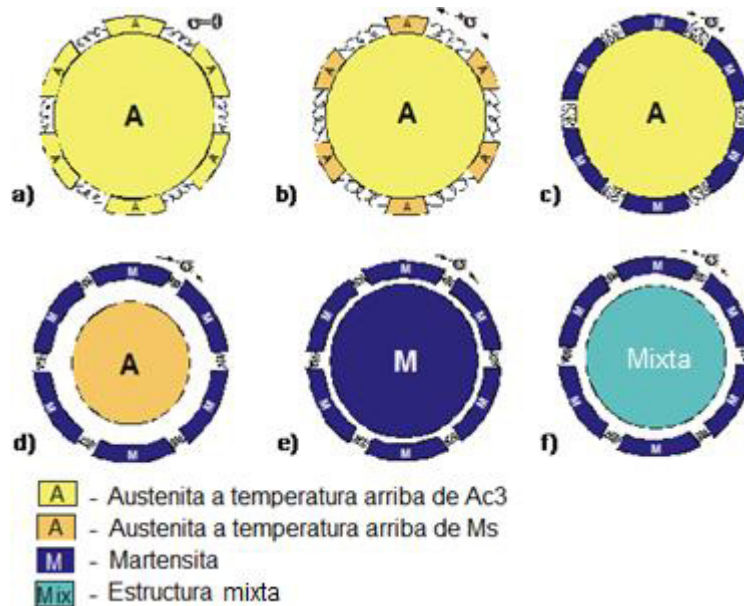 σ=0
A
A
A
A
A
A
A
a)
σ
A
A
A
A
A
A
A
b)
σ
M
M
M
A
M
M
M
c)
σ
M
M
M
A
M
M
M
d)
σ
M
M
M
M
M
M
M
e)
σ
M
M
M
Mixta
M
M
M
f)
A - Austenita a temperatura arriba de Ac3
A - Austenita a temperatura arriba de Ms
M - Martensita
Mix - Estructura mixta